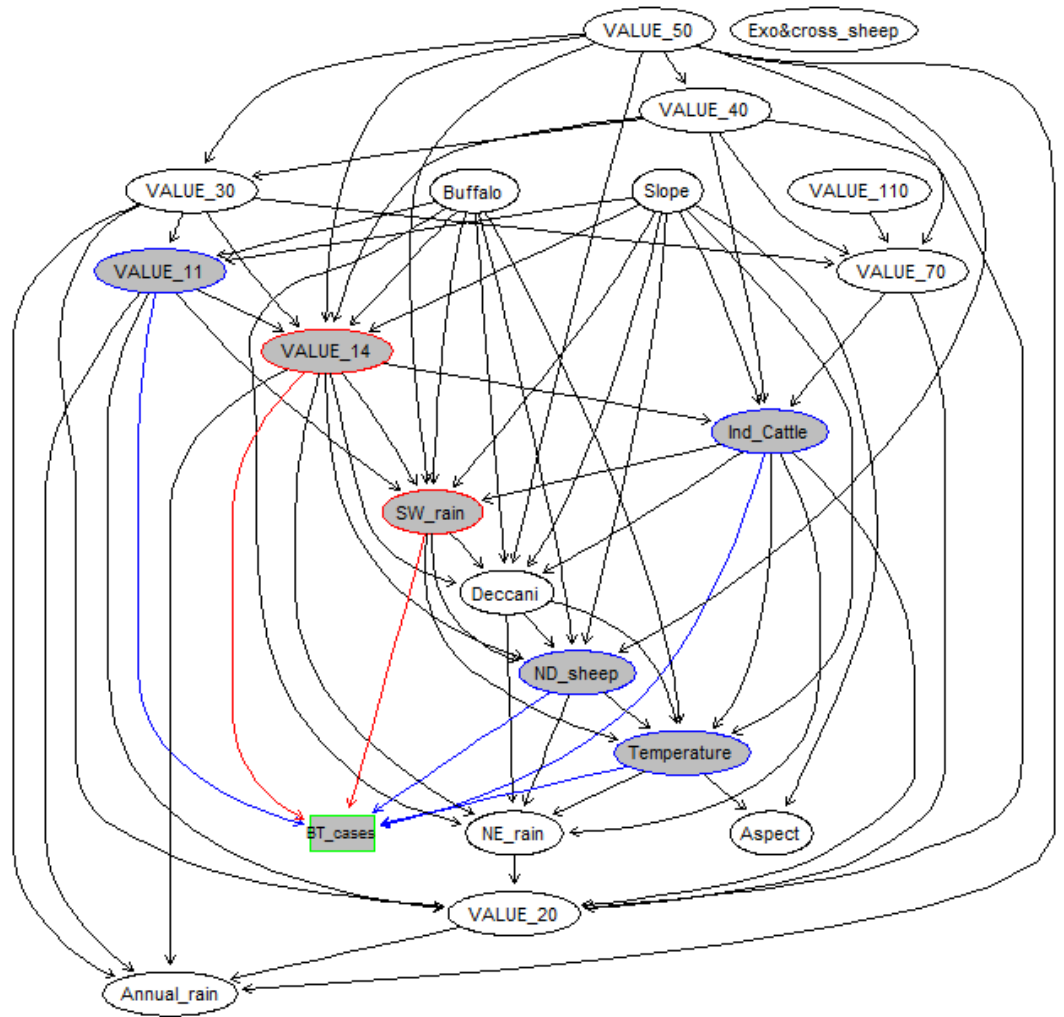 VALUE_50
Exo&cross_sheep
VALUE_40
VALUE_30
Buffalo
Slope
VALUE_110
VALUE_11
VALUE_70
VALUE_14
Ind_Cattle
SW_rain
Deccani
ND_sheep
Temperature
BT_cases
NE_rain
Aspect
VALUE_20
Annual_rain